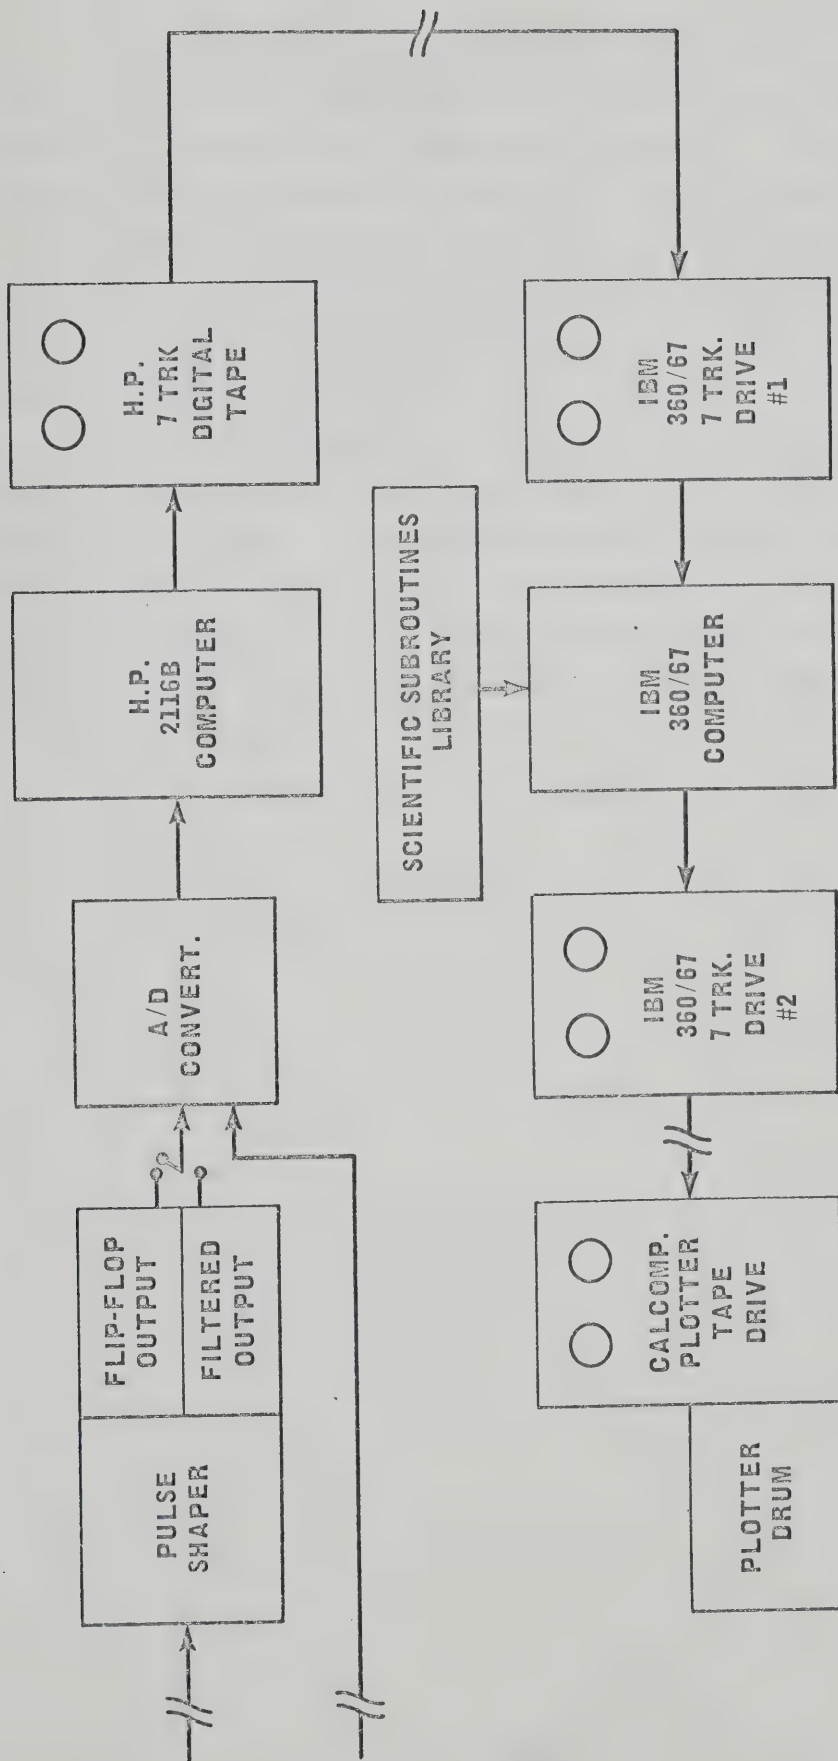 PULSE
SHAPER
FLIP-FLOP
OUTPUT
FILTERED
OUTPUT
A/D
CONVERT.
H.P.
2116B
COMPUTER
H.P.
7 TRK
DIGITAL
TAPE
SCIENTIFIC SUBROUTINES
LIBRARY
PLOTTER
DRUM
CALCOMP.
PLOTTER
TAPE
DRIVE
IBM
360/67
7 TRK.
DRIVE
#2
IBM
360/67
COMPUTER
IBM
360/67
7 TRK.
DRIVE
#1